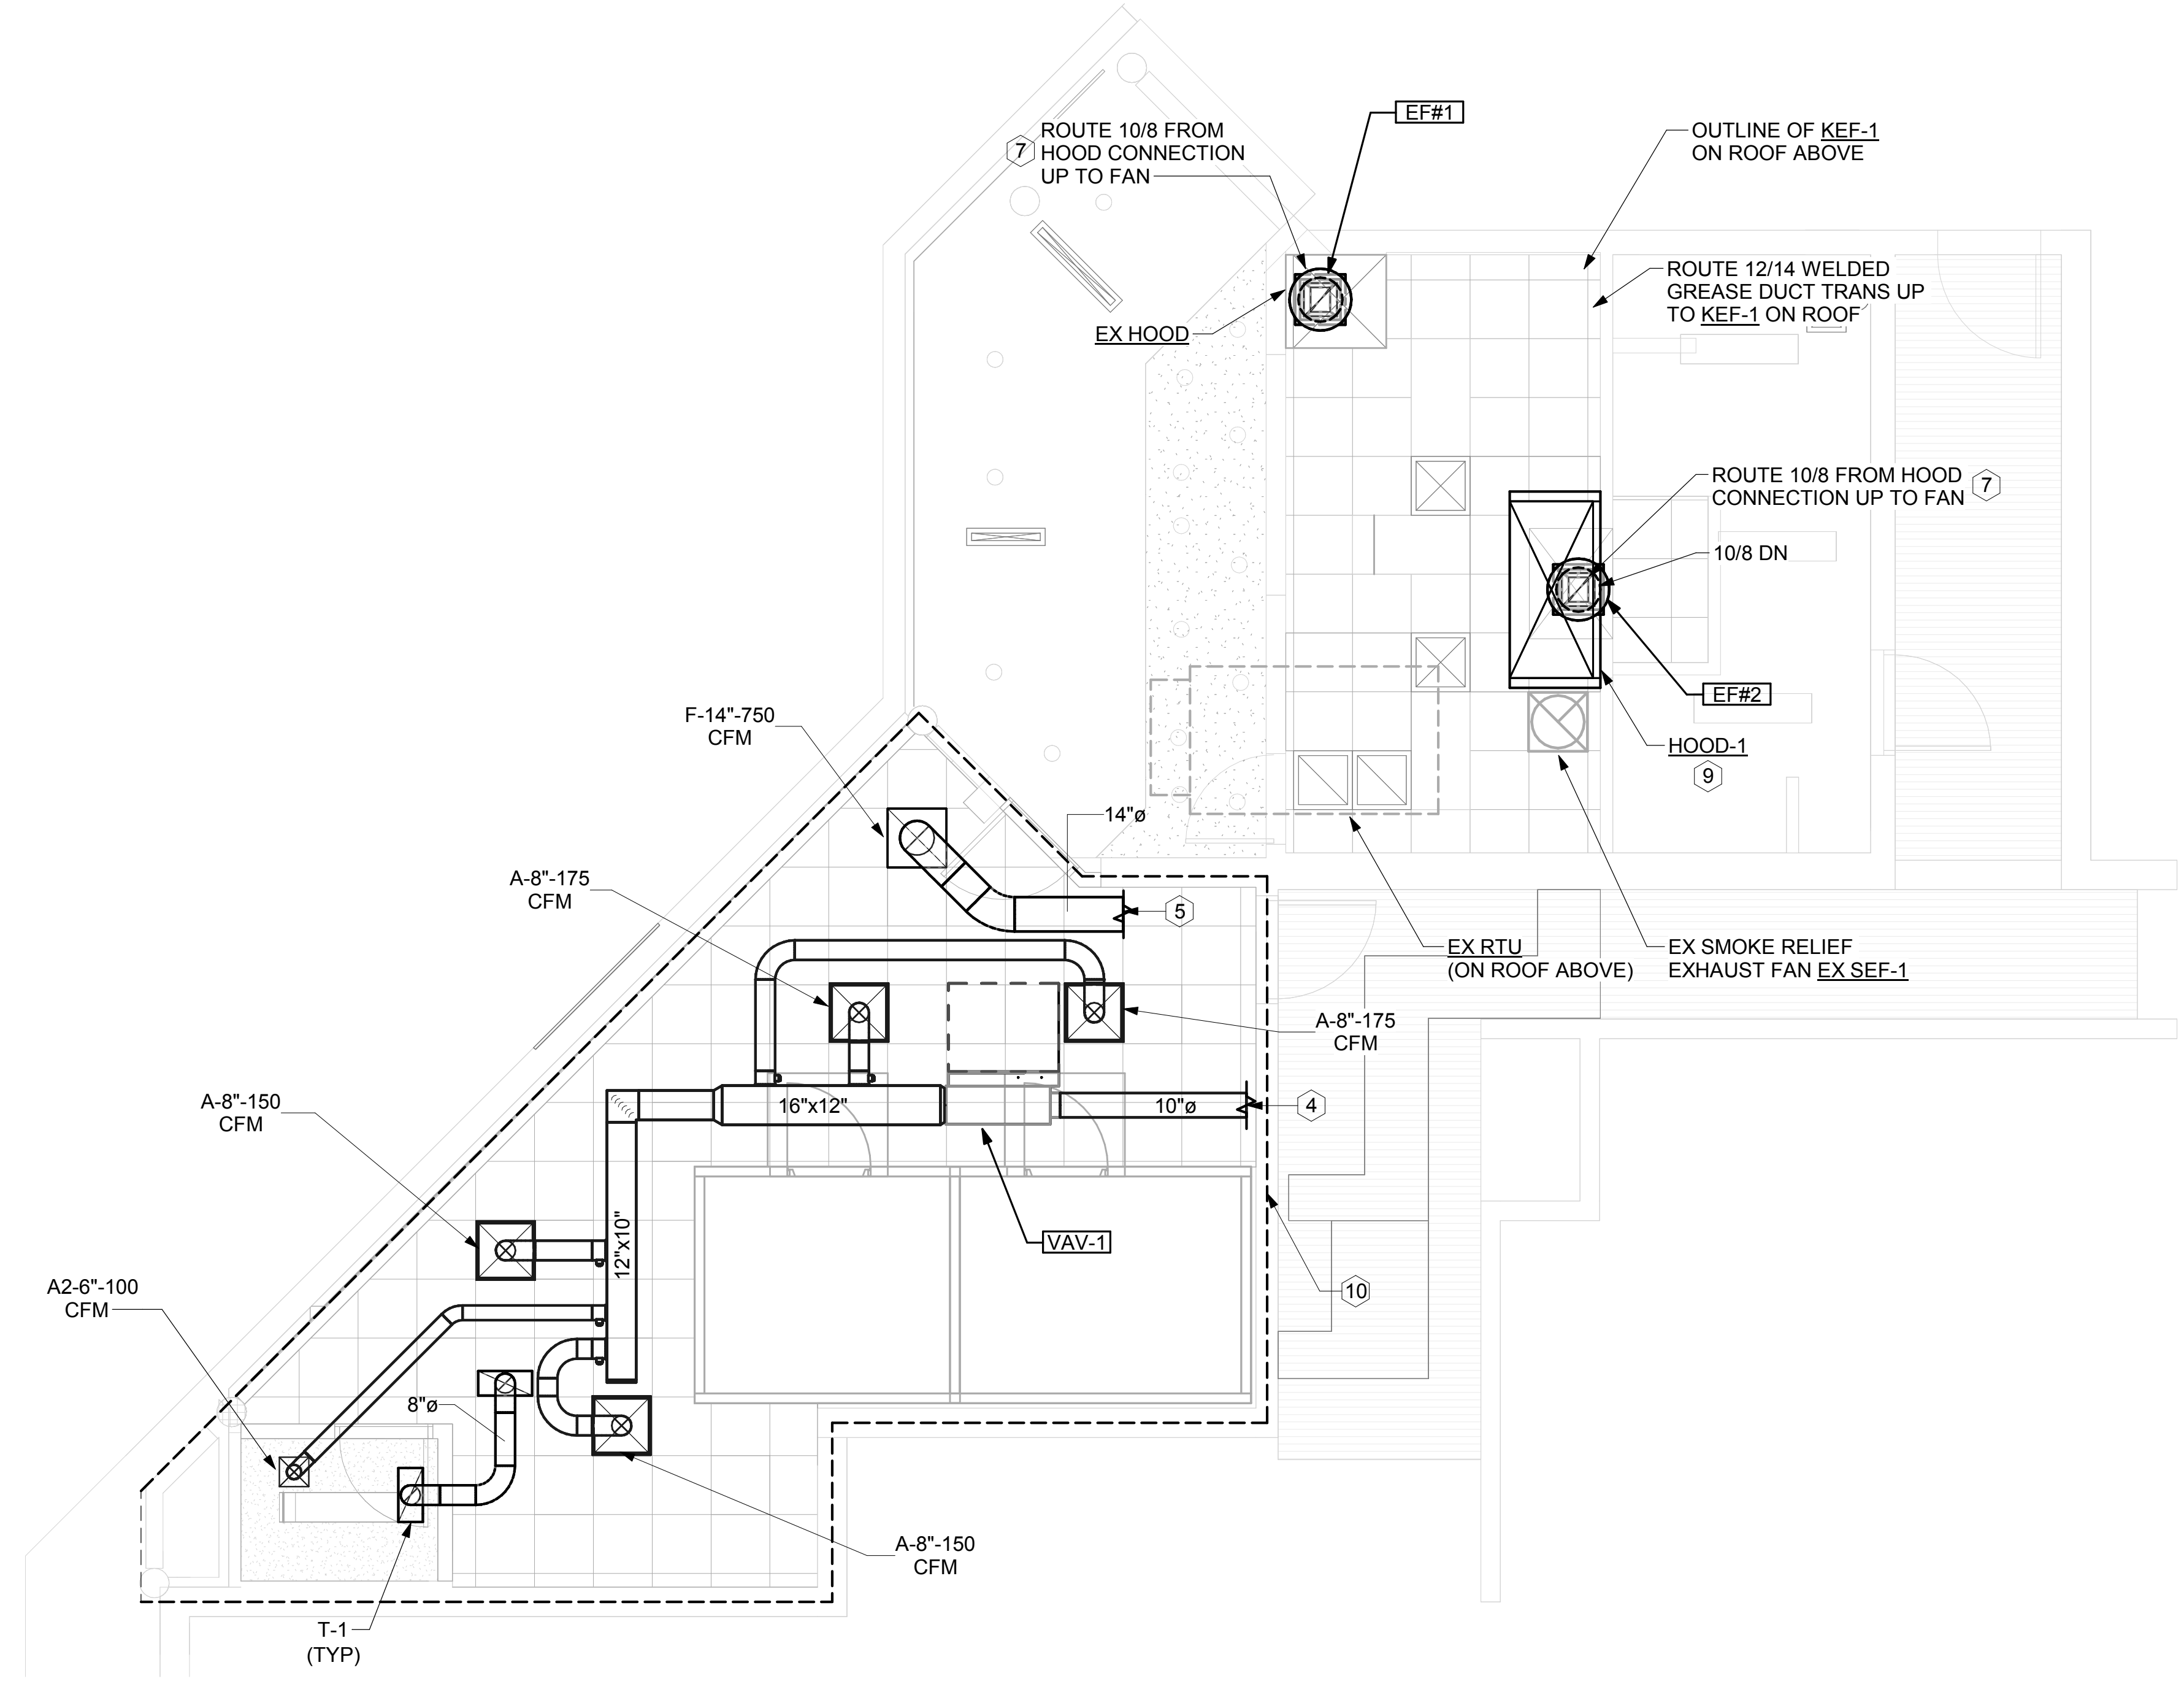 EF#1
ROUTE 10/8 FROM
7 HOOD CONNECTION
UP TO FAN
OUTLINE OF KEF-1
ON ROOF ABOVE
ROUTE 12/14 WELDED
GREASE DUCT TRANS UP
TO KEF-1 ON ROOF
EX HOOD
ROUTE 10/8 FROM HOOD
CONNECTION UP TO FAN
7
10/8 DN
EF#2
HOOD-1
9
F-14"-750
CFM
14"ø
A-8"-175
CFM
5
EX RTU
(ON ROOF ABOVE)
EX SMOKE RELIEF
EXHAUST FAN EX SEF-1
A-8"-175
CFM
A-8"-150
CFM
16"x12"
10"ø
4
12"x10"
VAV-1
A2-6"-100
CFM
10
8"ø
A-8"-150
CFM
T-1
(TYP)